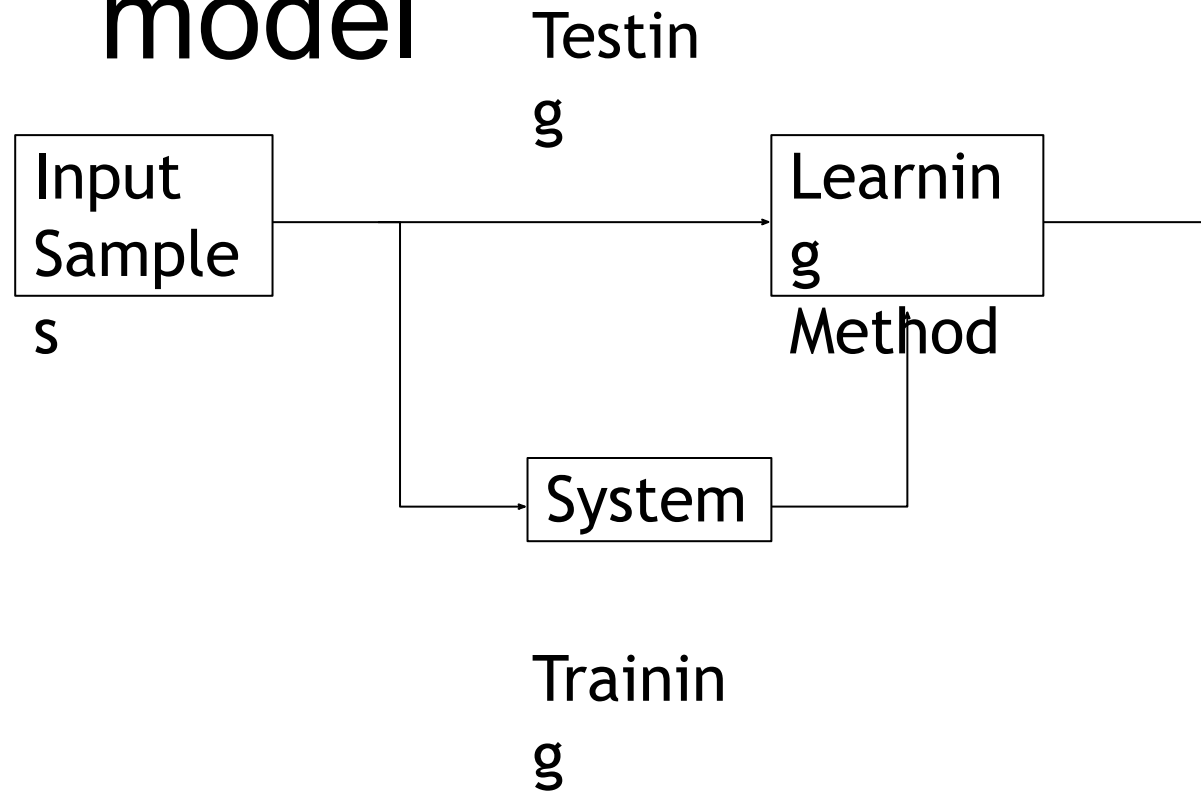 model
Testin
g
Input
Sample
s
Learnin
g
Method
System
Trainin
g